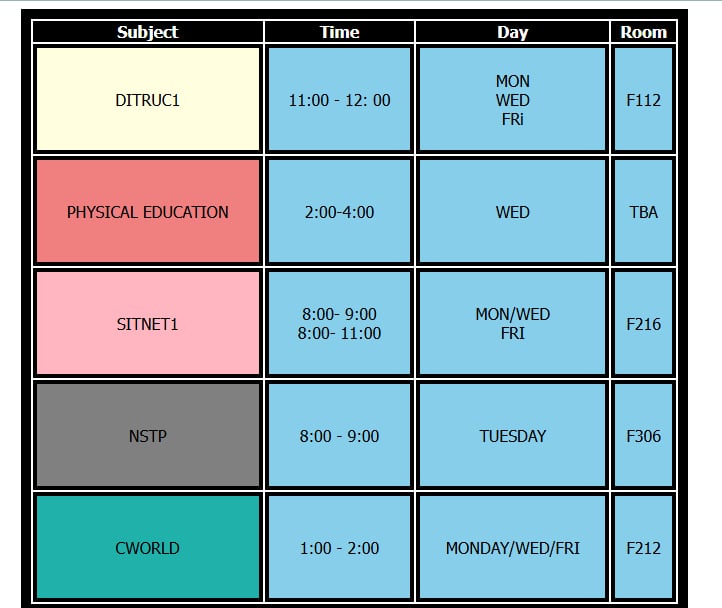 Subject Time Day Room
DITRUC1 11:00 - 12: 00 MON
WED
FRi F112
PHYSICAL EDUCATION 2:00-4:00 WED TBA
SITNET1 8:00- 9:00
8:00- 11:00 MON/WED
FRI F216
NSTP 8:00 - 9:00 TUESDAY F306
CWORLD 1:00 - 2:00 MONDAY/WED/FRI F212